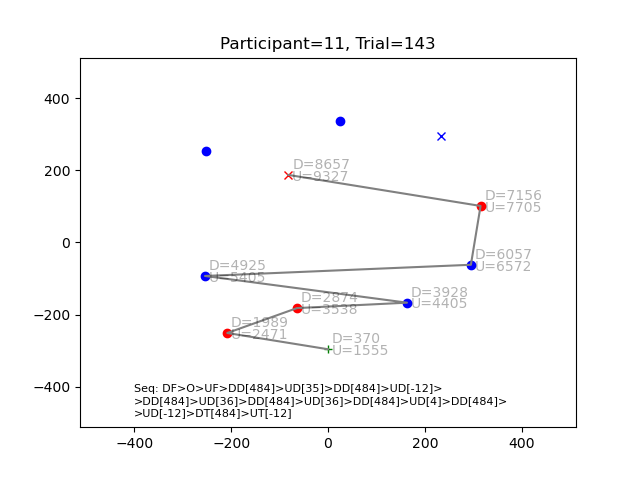 Participant=11, Trial=143
400
200
0
−200
−400
−400
−200
0
200
400
D=8657
U=9327
D=7156
U=7705
D=6057
U=6572
D=4925
U=5405
D=3928
U=4405
D=2874
U=3538
D=1989
U=2471
D=370
U=1555
Seq: DF>O>UF>DD[484]>UD[35]>DD[484]>UD[-12]>
>DD[484]>UD[36]>DD[484]>UD[36]>DD[484]>UD[4]>DD[484]>
>UD[-12]>DT[484]>UT[-12]